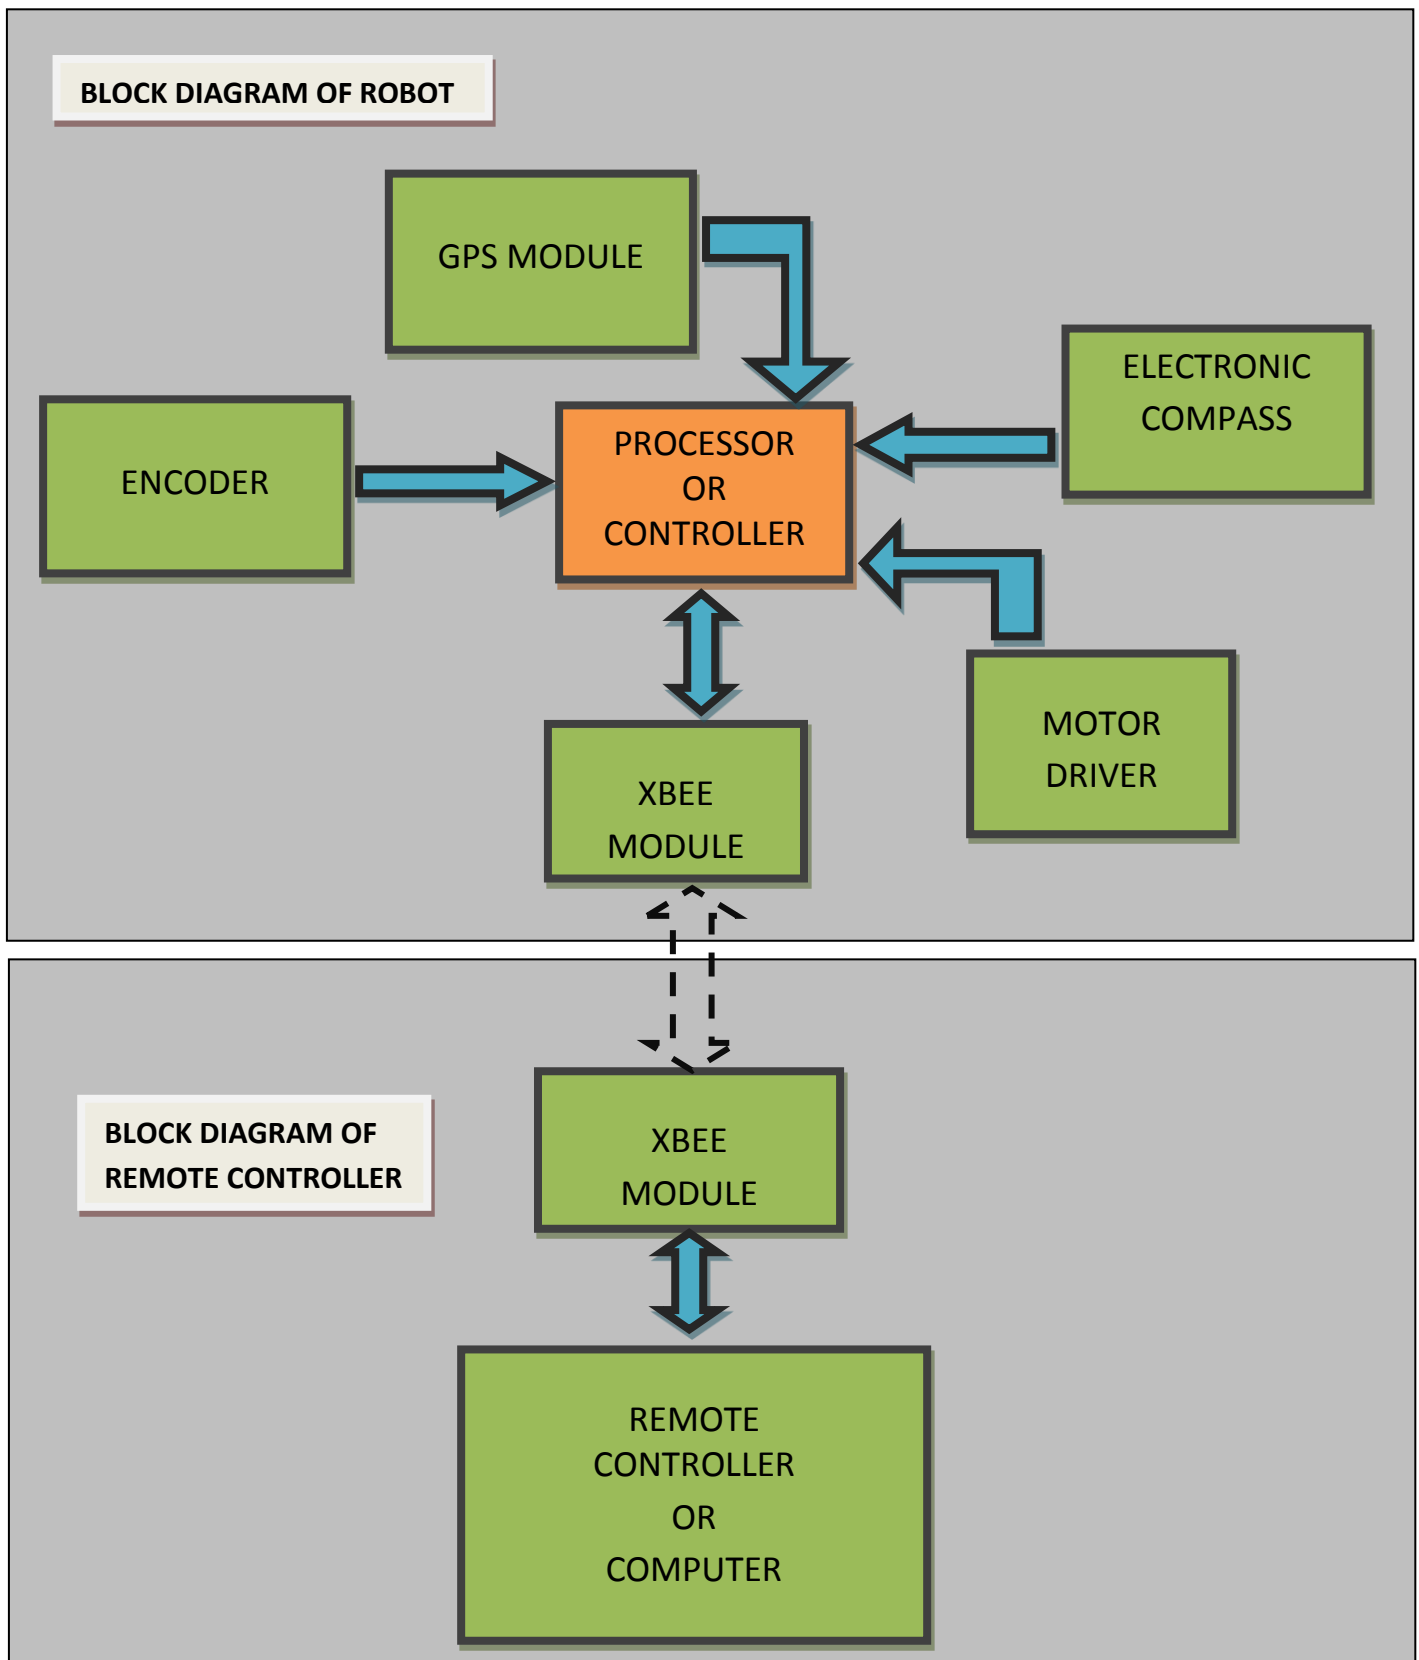 BLOCK DIAGRAM OF ROBOT
GPS MODULE
ELECTRONIC
COMPASS
ENCODER
PROCESSOR
OR
CONTROLLER
MOTOR
DRIVER
XBEE
MODULE
BLOCK DIAGRAM OF
REMOTE CONTROLLER
XBEE
MODULE
REMOTE
CONTROLLER
OR
COMPUTER